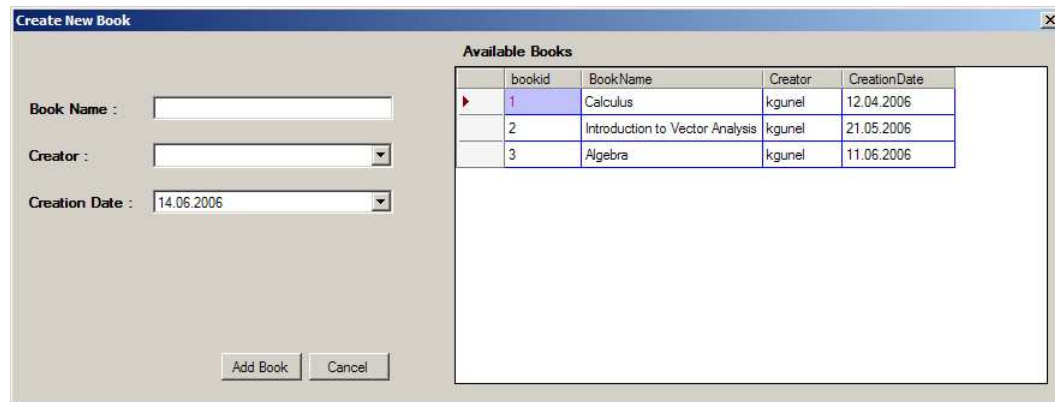 Create New Book
Available Books
bookid BookName Creator CreationDate
1 Calculus kgunel 12.04.2006
2 Introduction to Vector Analysis kgunel 21.05.2006
3 Algebra kgunel 11.06.2006
Book Name :
Creator :
Creation Date : 14.06.2006
Add Book Cancel